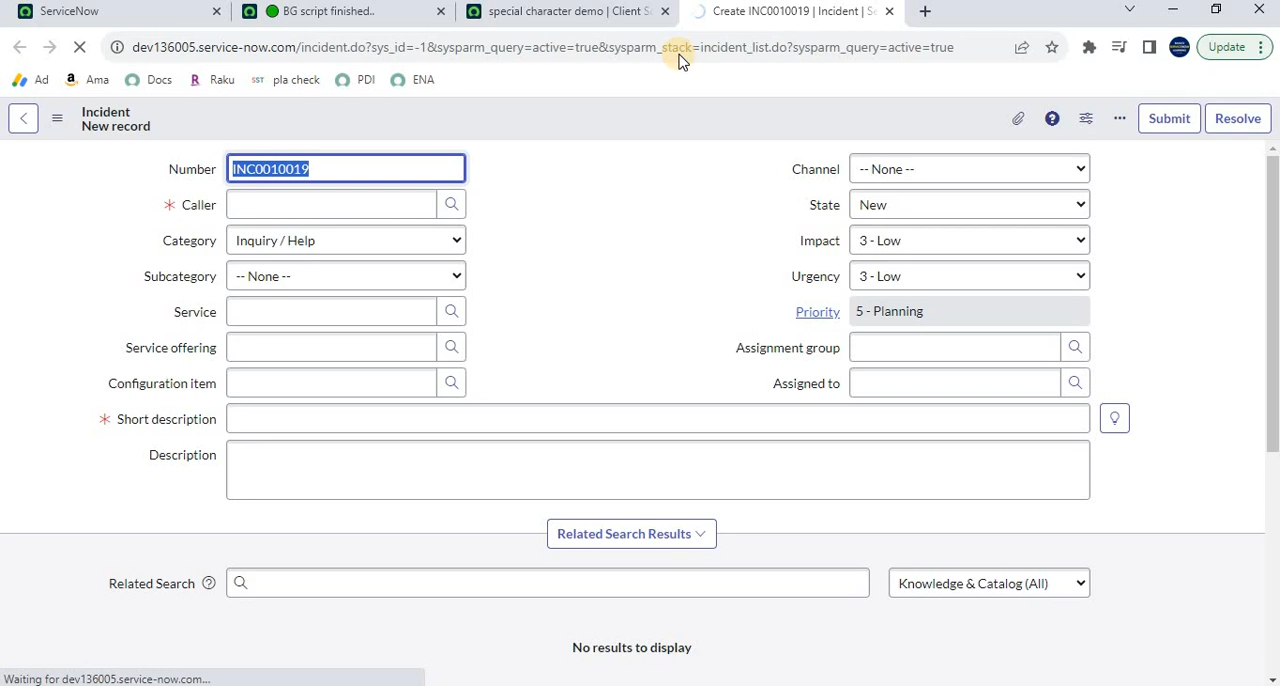 ServiceNow
BG script finished..
special character demo | Client S
Create INC0010019 | Incident | Se
dev136005.service-now.com/incident.do?sys_id=-1&sysparm_query=active=true&sysparm_stack=incident_list.do?sysparm_query=active=true
Update
Ad
Ama
Docs
Raku
SST pla check
PDI
ENA
Incident
New record
Submit
Resolve
Number INC0010019
Channel -- None --
Caller
State New
Category Inquiry / Help
Impact 3 - Low
Subcategory -- None --
Urgency 3 - Low
Service
Priority 5 - Planning
Service offering
Assignment group
Configuration item
Assigned to
Short description
Description
Related Search Results
Related Search
Knowledge & Catalog (All)
No results to display
Waiting for dev136005.service-now.com...